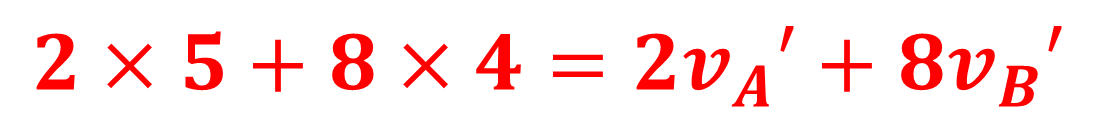 2 × 5 + 8 × 4 = 2v_A′ + 8v_B′